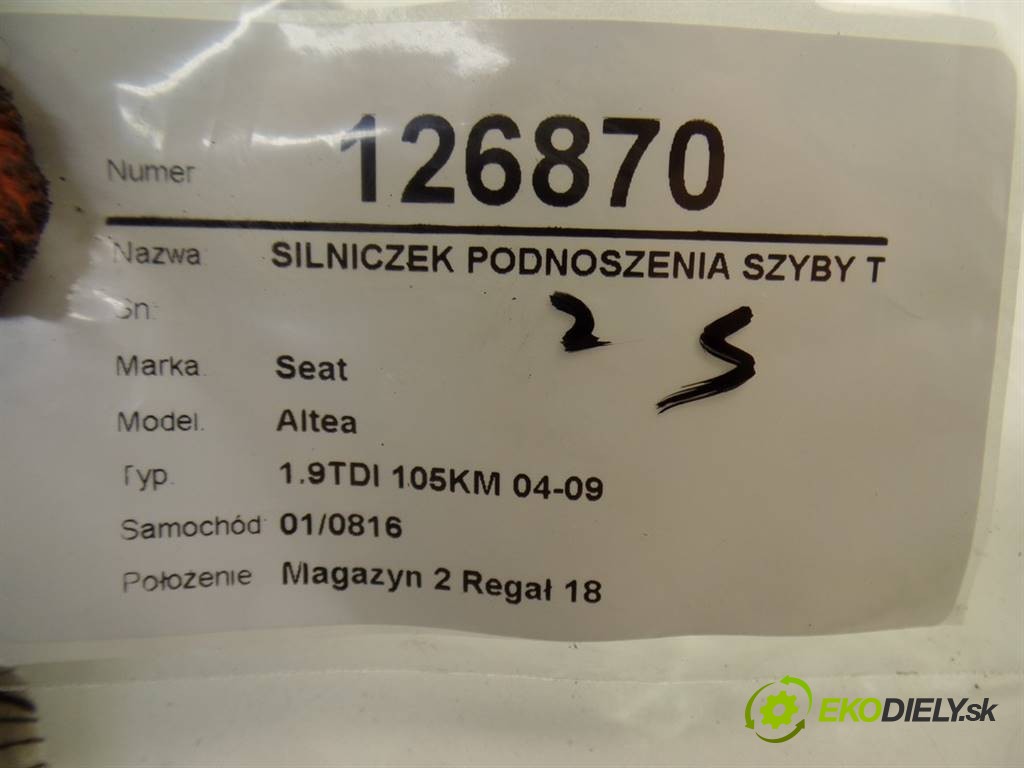 Numer 126870
Nazwa: SILNICZEK PODNOSZENIA SZYBY T
Sn:
2 S
Marka. Seat
Model. Altea
Typ. 1.9TDI 105KM 04-09
Samochód 01/0816
Położenie Magazyn 2 Regał 18
EKODIELY.sk